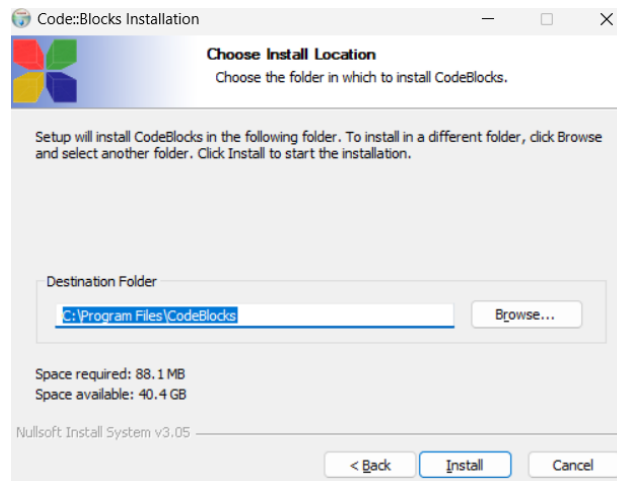 Code::Blocks Installation
Choose Install Location
Choose the folder in which to install CodeBlocks.
Setup will install CodeBlocks in the following folder. To install in a different folder, click Browse
and select another folder. Click Install to start the installation.
Destination Folder
C:\Program Files\CodeBlocks
Browse...
Space required: 88.1 MB
Space available: 40.4 GB
Nullsoft Install System v3.05
< Back
Install
Cancel